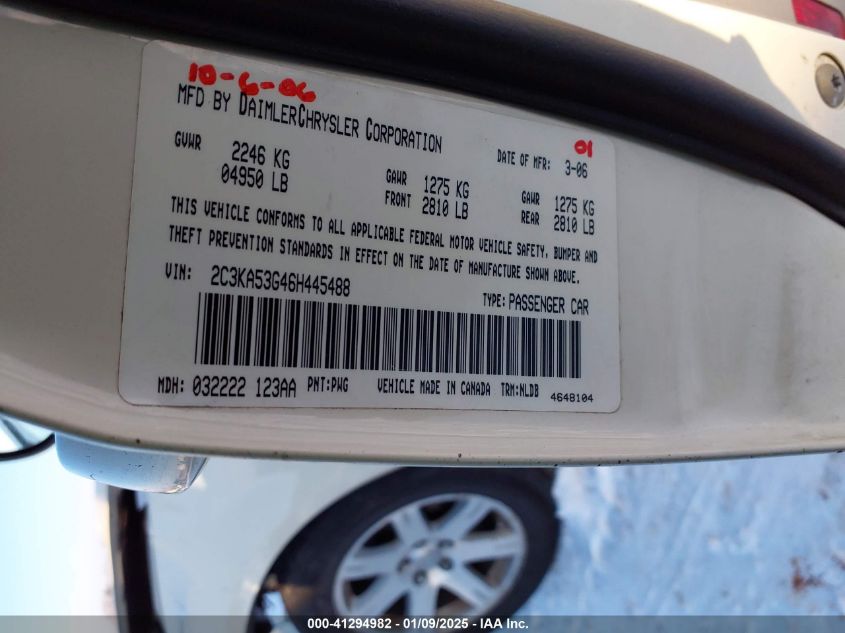 10-6-06
MFD BY DAIMLERCHRYSLER CORPORATION
01
DATE OF MFR: 3-06
GVWR 2246 KG
04950 LB
GAWR FRONT 1275 KG
2810 LB
GAWR REAR 1275 KG
2810 LB
THIS VEHICLE CONFORMS TO ALL APPLICABLE FEDERAL MOTOR VEHICLE SAFETY, BUMPER AND
THEFT PREVENTION STANDARDS IN EFFECT ON THE DATE OF MANUFACTURE SHOWN ABOVE.
VIN: 2C3KA53G46H445488
TYPE: PASSENGER CAR
MDH: 032222 123AA PNT:PWG VEHICLE MADE IN CANADA TRM:NLDB
4648104
000-41294982 - 01/09/2025 - IAA Inc.